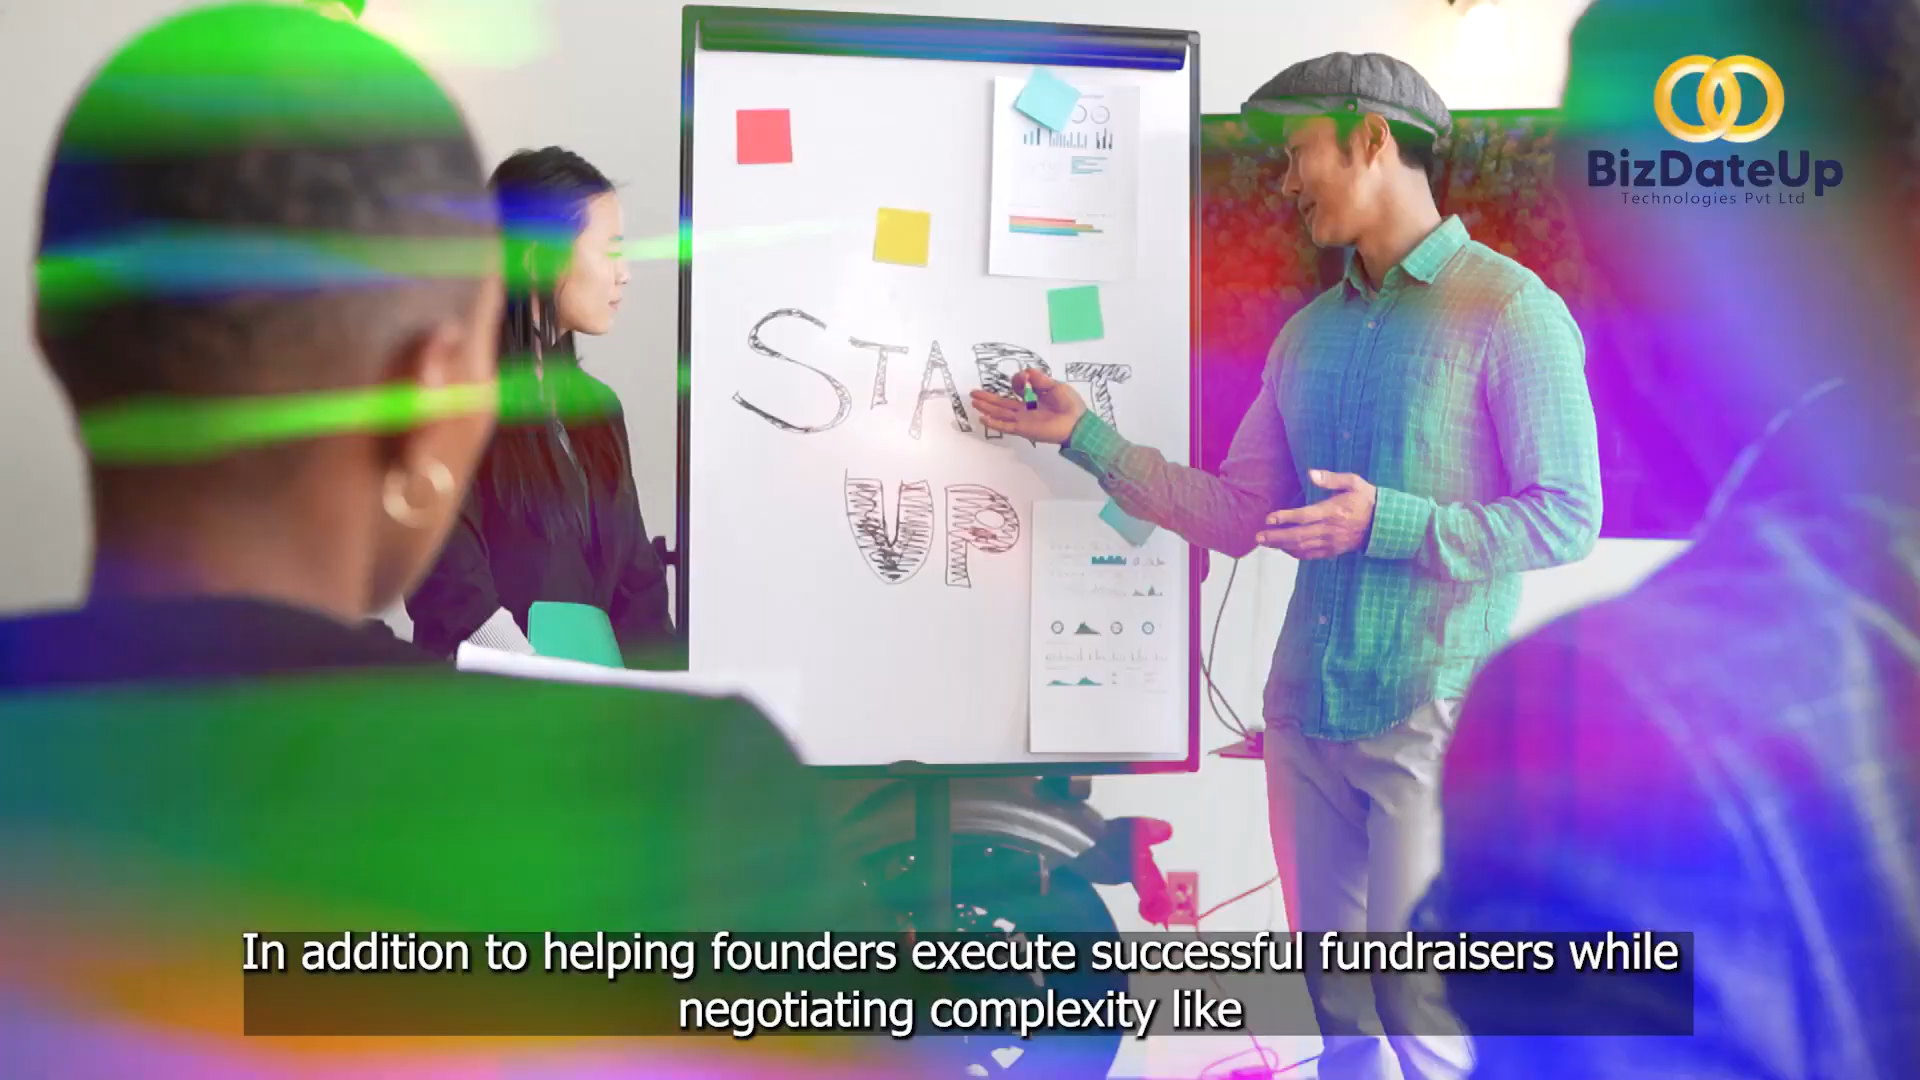 BizDateUp
Technologies Pvt Ltd
START
UP
In addition to helping founders execute successful fundraisers while
negotiating complexity like